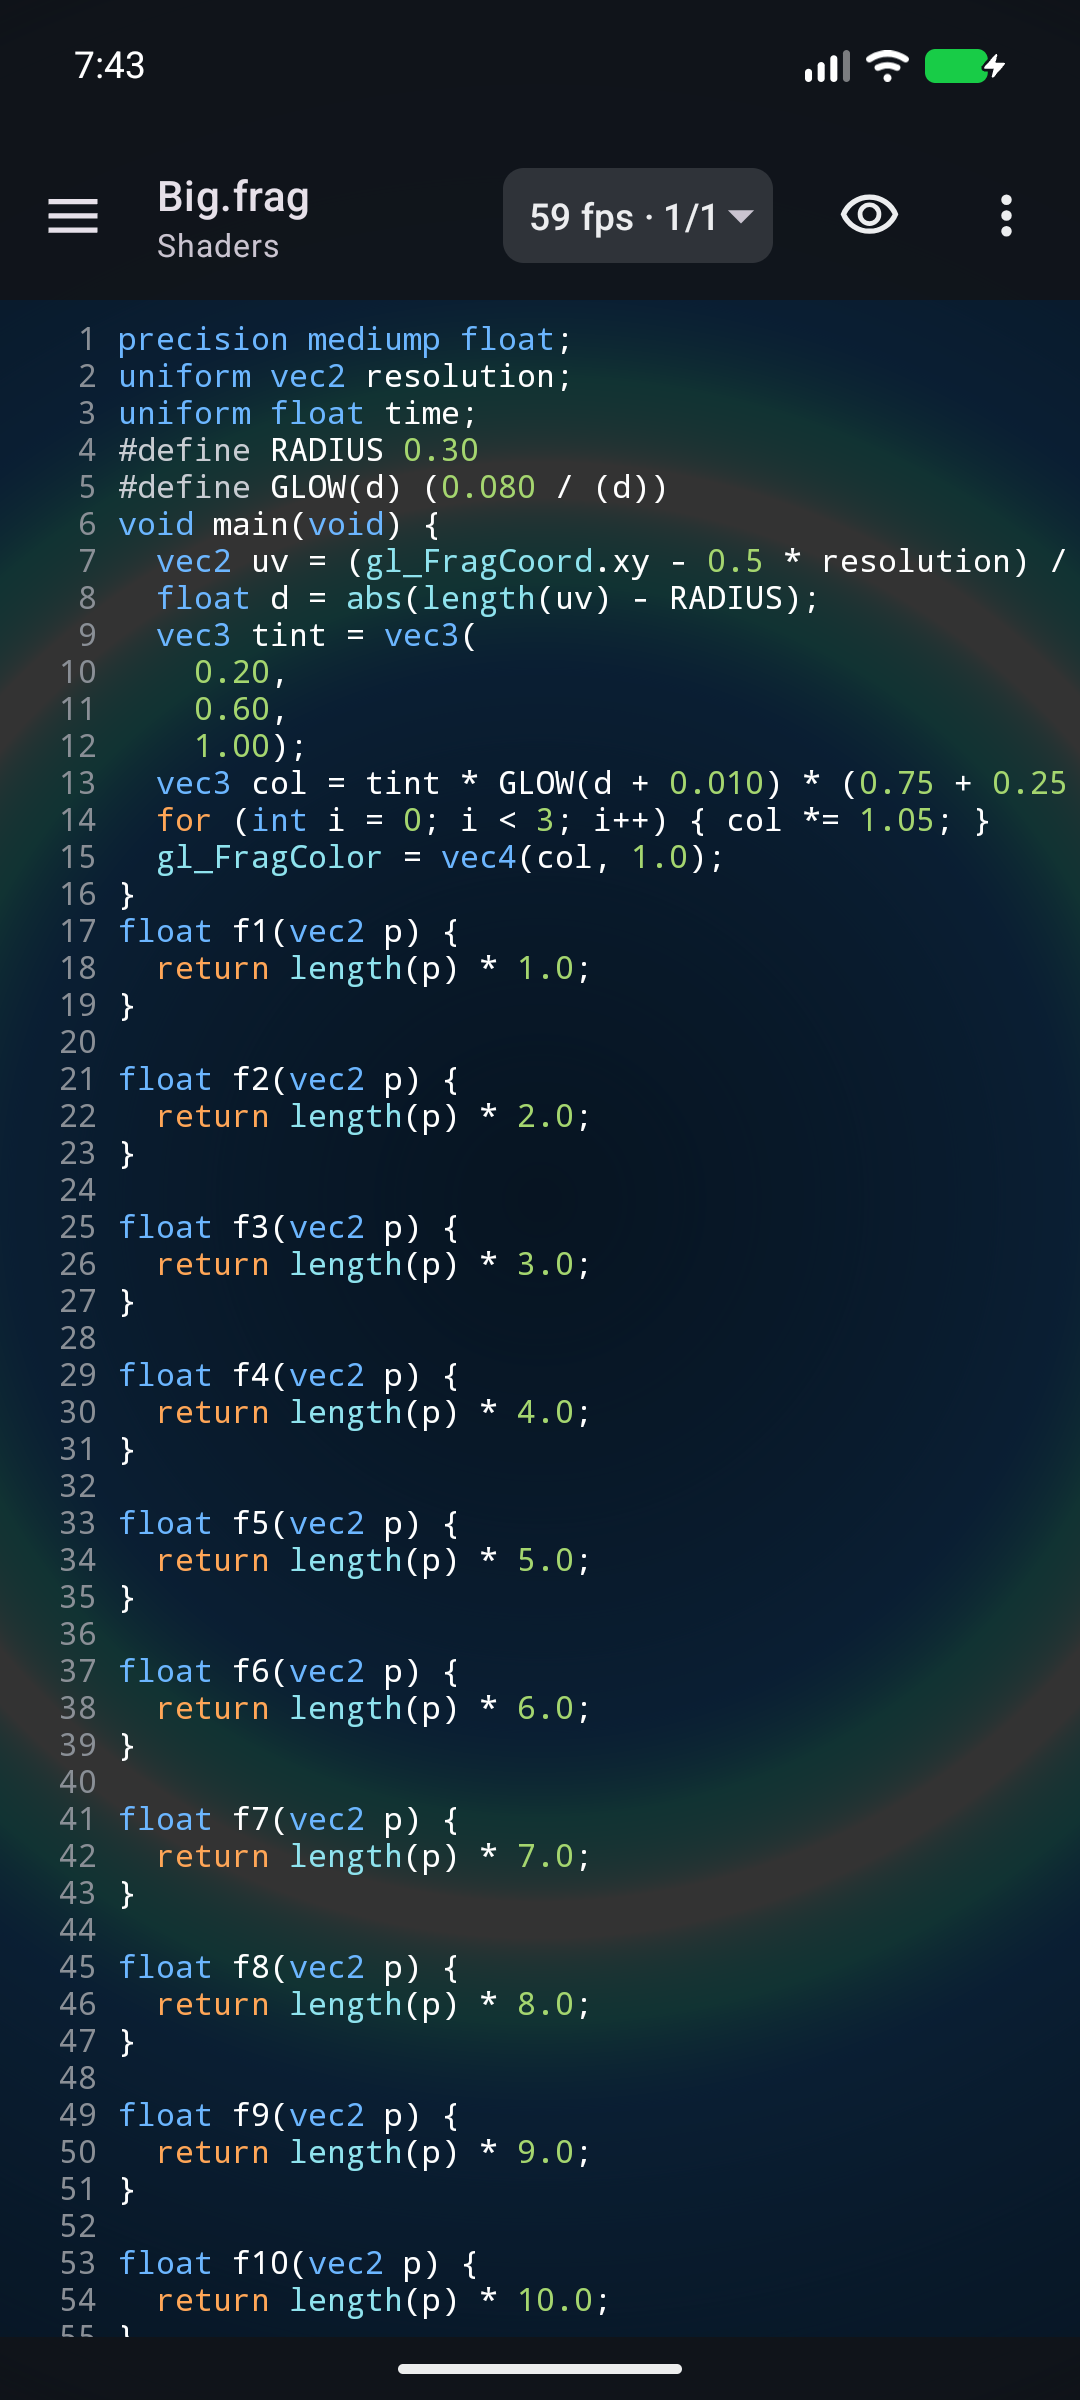 7:43
Big.frag
Shaders
59 fps · 1/1
1 precision mediump float;
2 uniform vec2 resolution;
3 uniform float time;
4 #define RADIUS 0.30
5 #define GLOW(d) (0.080 / (d))
6 void main(void) {
7   vec2 uv = (gl_FragCoord.xy - 0.5 * resolution) /
8   float d = abs(length(uv) - RADIUS);
9   vec3 tint = vec3(
10     0.20,
11     0.60,
12     1.00);
13   vec3 col = tint * GLOW(d + 0.010) * (0.75 + 0.25
14   for (int i = 0; i < 3; i++) { col *= 1.05; }
15   gl_FragColor = vec4(col, 1.0);
16 }
17 float f1(vec2 p) {
18   return length(p) * 1.0;
19 }
20
21 float f2(vec2 p) {
22   return length(p) * 2.0;
23 }
24
25 float f3(vec2 p) {
26   return length(p) * 3.0;
27 }
28
29 float f4(vec2 p) {
30   return length(p) * 4.0;
31 }
32
33 float f5(vec2 p) {
34   return length(p) * 5.0;
35 }
36
37 float f6(vec2 p) {
38   return length(p) * 6.0;
39 }
40
41 float f7(vec2 p) {
42   return length(p) * 7.0;
43 }
44
45 float f8(vec2 p) {
46   return length(p) * 8.0;
47 }
48
49 float f9(vec2 p) {
50   return length(p) * 9.0;
51 }
52
53 float f10(vec2 p) {
54   return length(p) * 10.0;
55 }